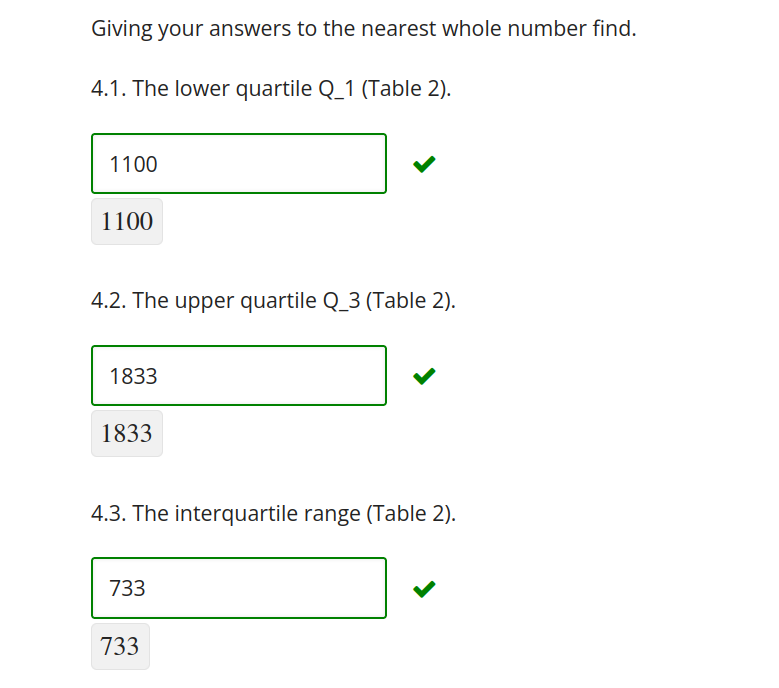 Giving your answers to the nearest whole number find.
4.1. The lower quartile Q_1 (Table 2).
1100
1100
4.2. The upper quartile Q_3 (Table 2).
1833
1833
4.3. The interquartile range (Table 2).
733
733